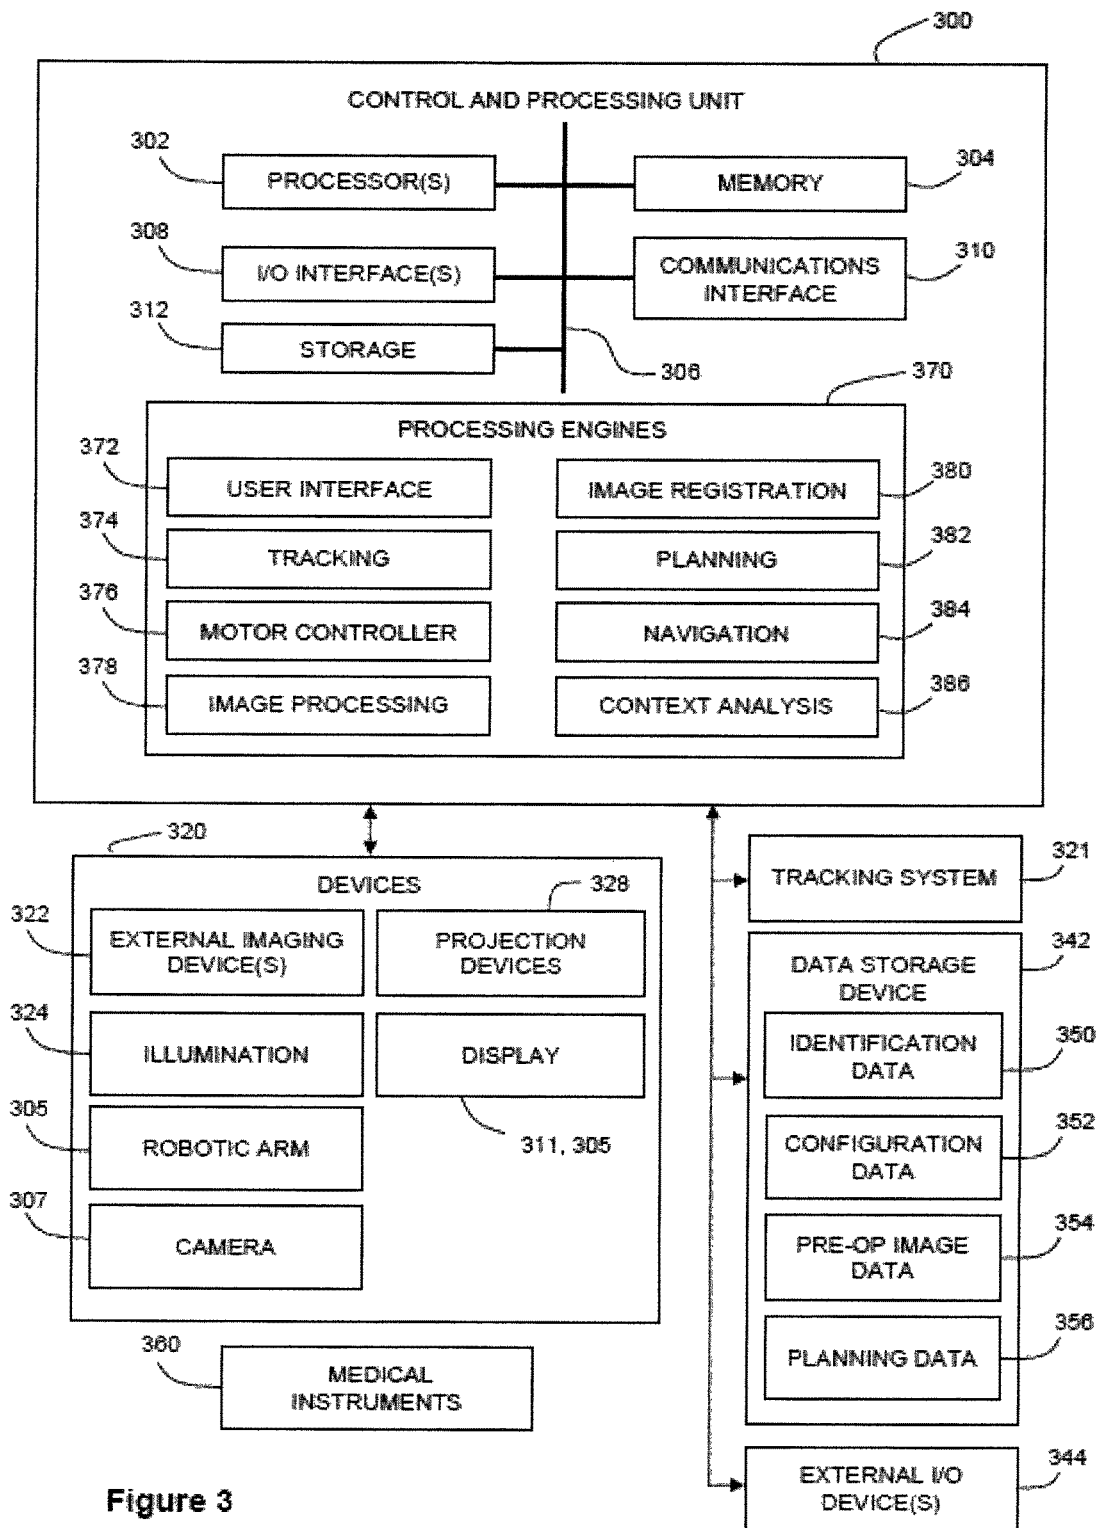 300
CONTROL AND PROCESSING UNIT
302
PROCESSOR(S)
MEMORY
304
308
I/O INTERFACE(S)
COMMUNICATIONS
INTERFACE
310
312
STORAGE
306
370
PROCESSING ENGINES
372
USER INTERFACE
IMAGE REGISTRATION
380
374
TRACKING
PLANNING
382
376
MOTOR CONTROLLER
NAVIGATION
384
378
IMAGE PROCESSING
CONTEXT ANALYSIS
386
320
DEVICES
328
322
EXTERNAL IMAGING
DEVICE(S)
PROJECTION
DEVICES
324
ILLUMINATION
DISPLAY
305
ROBOTIC ARM
311, 305
307
CAMERA
360
MEDICAL
INSTRUMENTS
TRACKING SYSTEM
321
342
DATA STORAGE
DEVICE
IDENTIFICATION
DATA
350
CONFIGURATION
DATA
352
PRE-OP IMAGE
DATA
354
PLANNING DATA
356
EXTERNAL I/O
DEVICE(S)
344
Figure 3